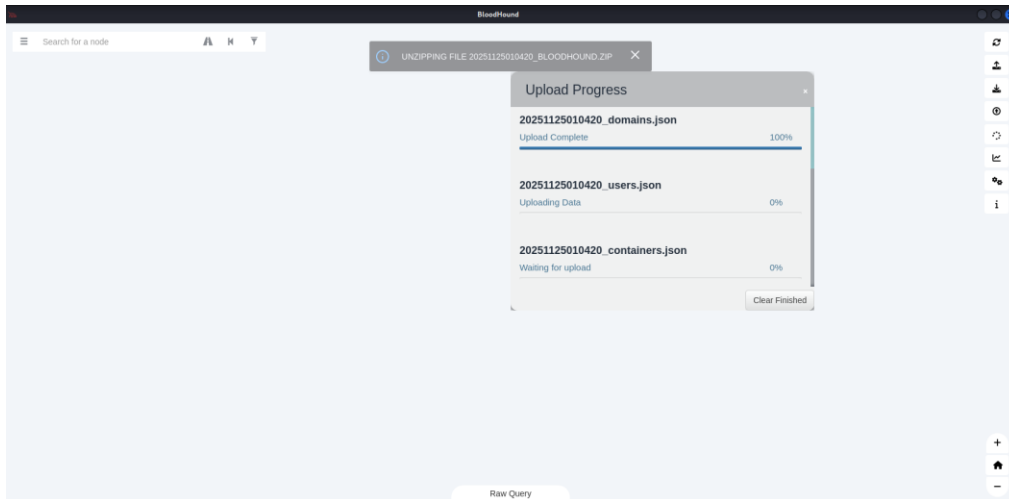 BloodHound
Search for a node
UNZIPPING FILE 20251125010420_BLOODHOUND.ZIP
Upload Progress
20251125010420_domains.json
Upload Complete 100%
20251125010420_users.json
Uploading Data 0%
20251125010420_containers.json
Waiting for upload 0%
Clear Finished
Raw Query